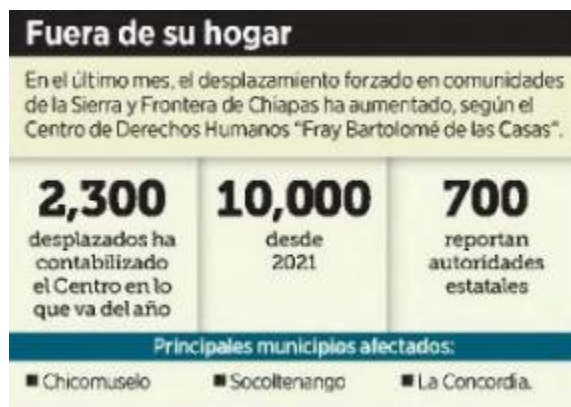 Fuera de su hogar
En el último mes, el desplazamiento forzado en comunidades
de la Sierra y Frontera de Chiapas ha aumentado, según el
Centro de Derechos Humanos "Fray Bartolomé de las Casas".
2,300
desplazados ha
contabilizado
el Centro en lo
que va del año
10,000
desde
2021
700
reportan
autoridades
estatales
Principales municipios afectados:
■ Chicomuselo
■ Socoltenango
■ La Concordia.